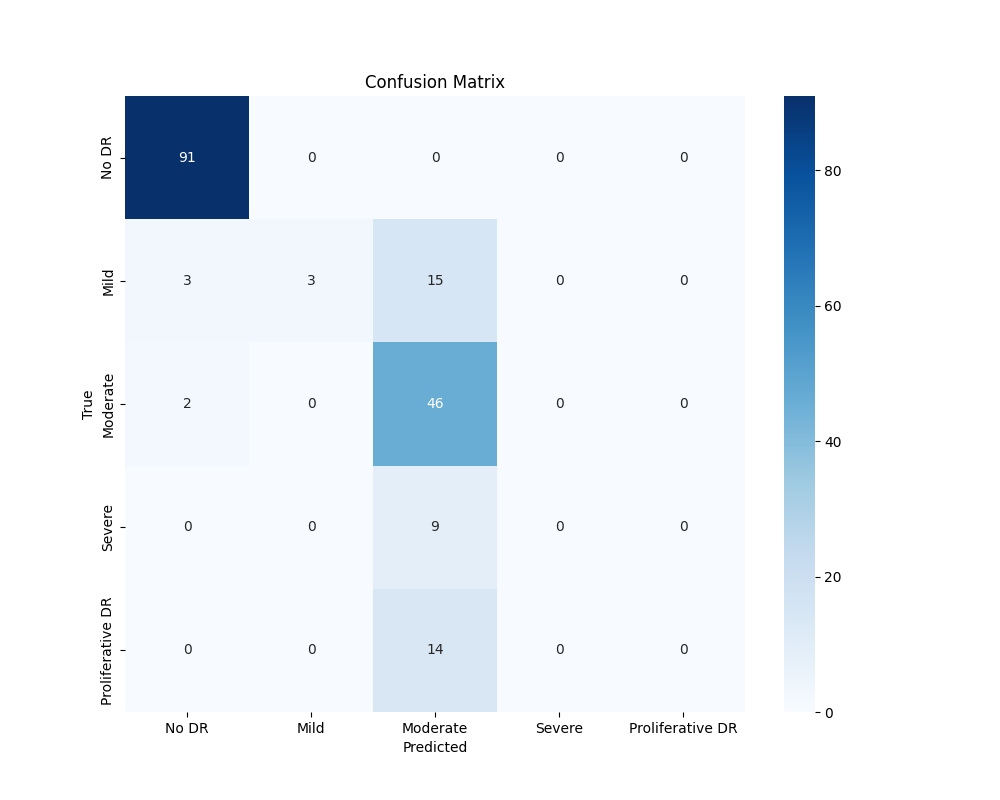 Confusion Matrix
True
No DR 91 0 0 0 0
Mild 3 3 15 0 0
Moderate 2 0 46 0 0
Severe 0 0 9 0 0
Proliferative DR 0 0 14 0 0
No DR Mild Moderate Severe Proliferative DR
Predicted
80
60
40
20
0